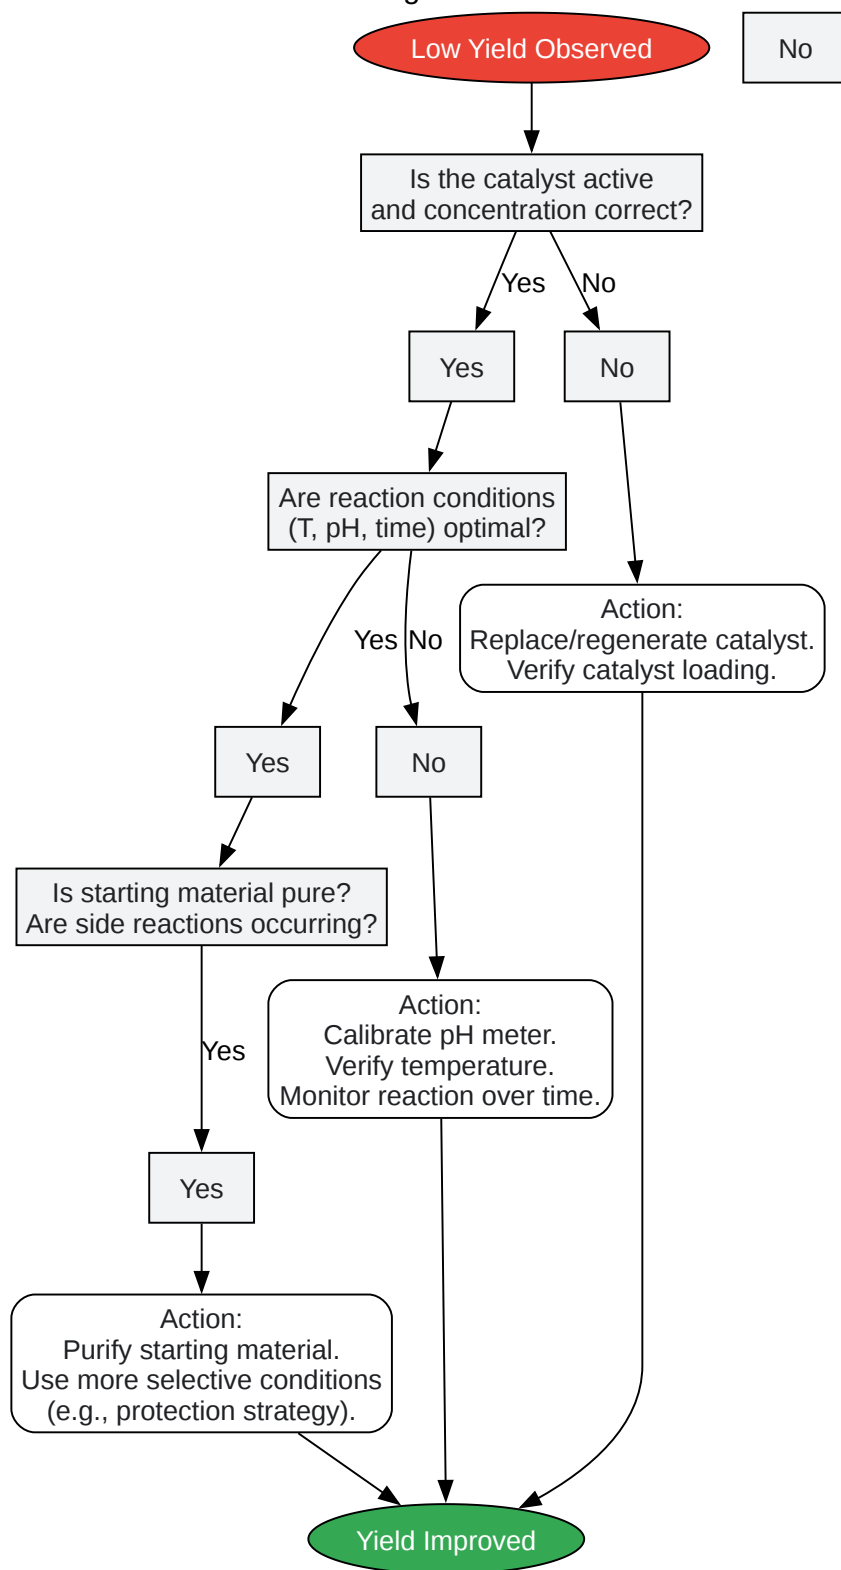 Low Yield Observed
No
Is the catalyst active
and concentration correct?
Yes
No
Yes
No
Are reaction conditions
(T, pH, time) optimal?
Yes
No
Action:
Replace/regenerate catalyst.
Verify catalyst loading.
Yes
No
Is starting material pure?
Are side reactions occurring?
Action:
Calibrate pH meter.
Verify temperature.
Monitor reaction over time.
Yes
Yes
Action:
Purify starting material.
Use more selective conditions
(e.g., protection strategy).
Yield Improved